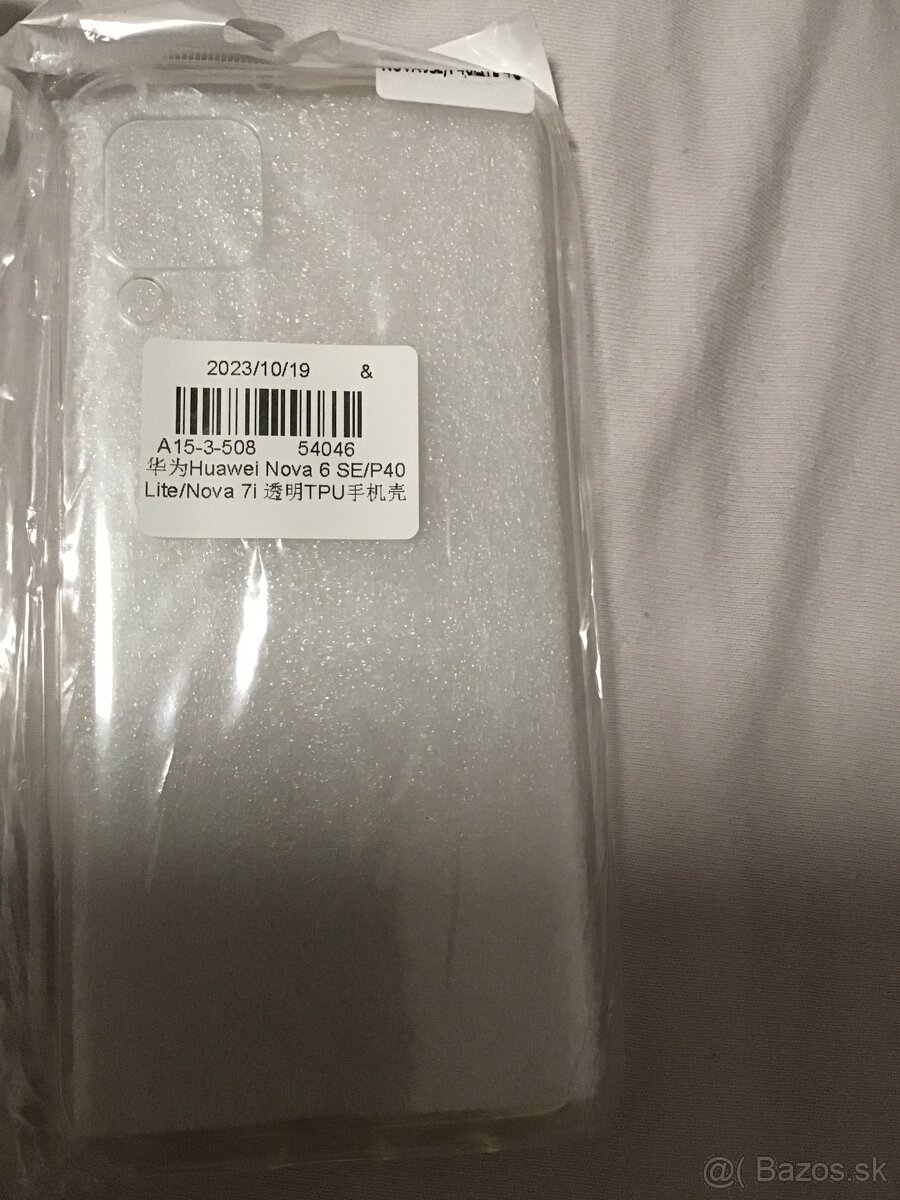 2023/10/19 &
A15-3-508 54046
华为Huawei Nova 6 SE/P40
Lite/Nova 7i 透明TPU手机壳
@( Bazos.sk